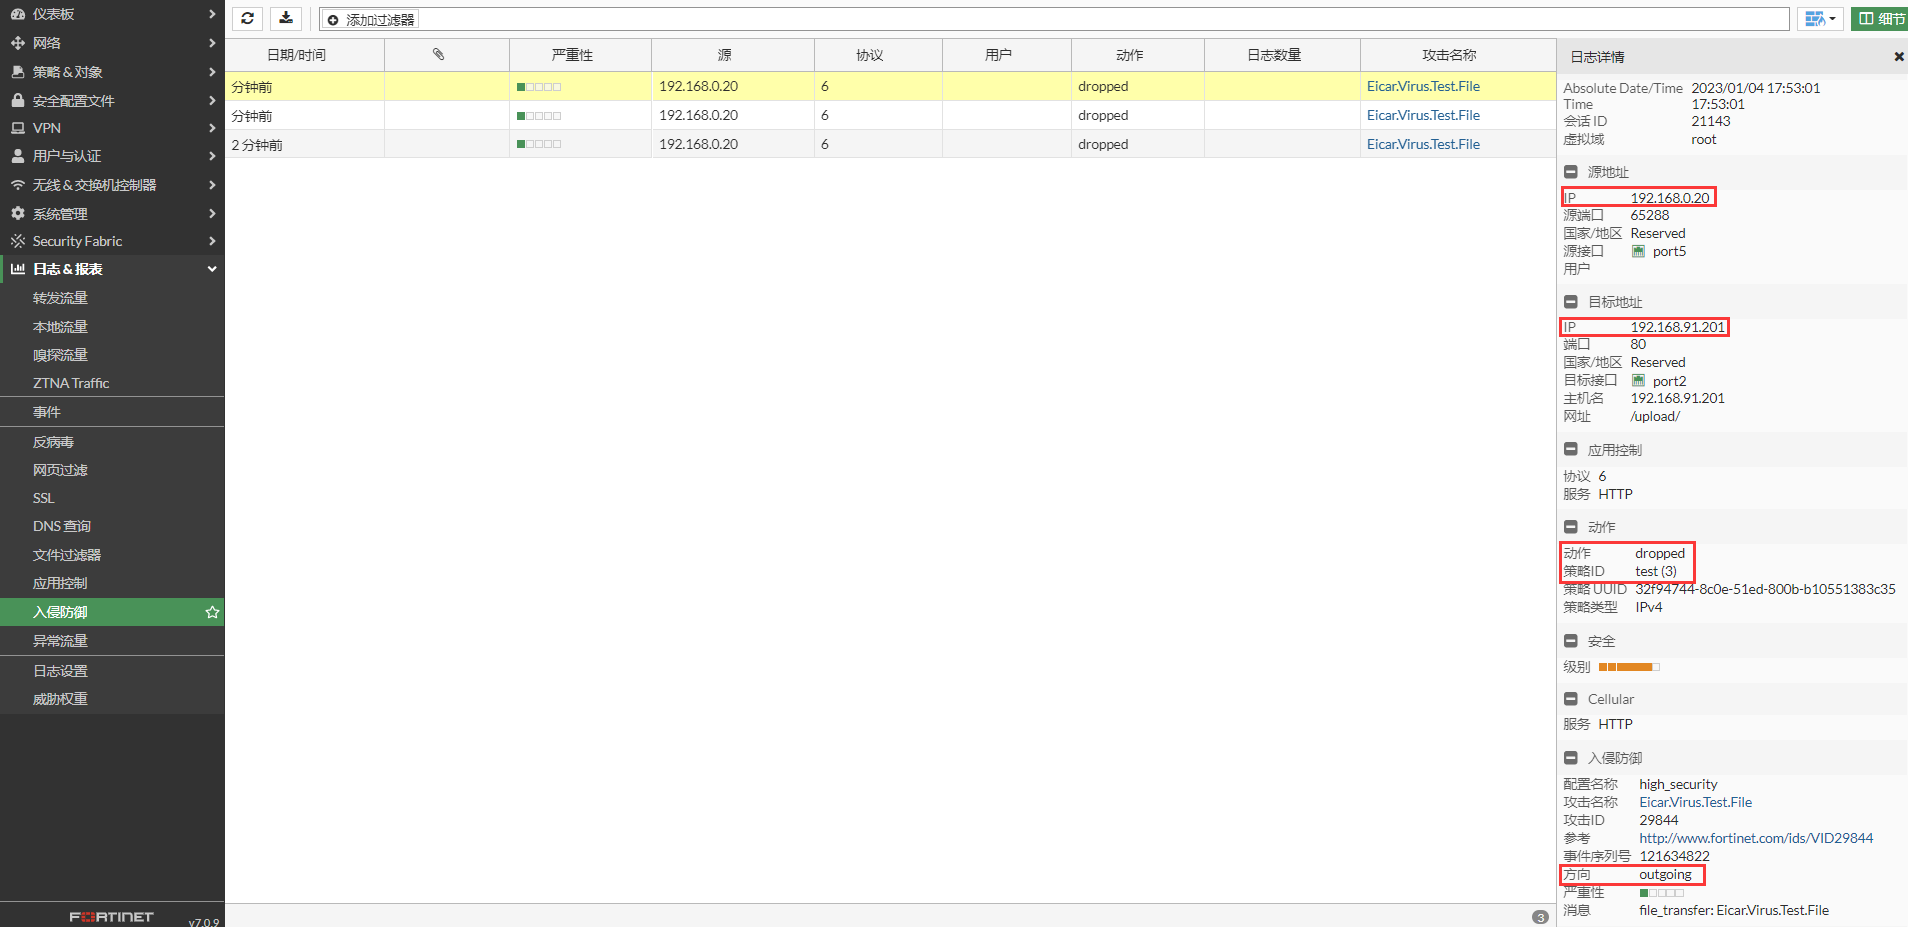 仪表板
网络
策略 & 对象
安全配置文件
VPN
用户与认证
无线 & 交换机控制器
系统管理
Security Fabric
日志 & 报表
转发流量
本地流量
嗅探流量
ZTNA Traffic
事件
反病毒
网页过滤
SSL
DNS 查询
文件过滤器
应用控制
入侵防御
异常流量
日志设置
威胁权重
FORTINET v7.0.9
添加过滤器 细节
日期/时间 严重性 源 协议 用户 动作 日志数量 攻击名称
分钟前 192.168.0.20 6 dropped Eicar.Virus.Test.File
分钟前 192.168.0.20 6 dropped Eicar.Virus.Test.File
2 分钟前 192.168.0.20 6 dropped Eicar.Virus.Test.File
3
日志详情
Absolute Date/Time 2023/01/04 17:53:01
Time 17:53:01
会话 ID 21143
虚拟域 root
源地址
IP 192.168.0.20
源端口 65288
国家/地区 Reserved
源接口 port5
用户
目标地址
IP 192.168.91.201
端口 80
国家/地区 Reserved
目标接口 port2
主机名 192.168.91.201
网址 /upload/
应用控制
协议 6
服务 HTTP
动作
动作 dropped
策略ID test (3)
策略 UUID 32f94744-8c0e-51ed-800b-b10551383c35
策略类型 IPv4
安全
级别
Cellular
服务 HTTP
入侵防御
配置名称 high_security
攻击名称 Eicar.Virus.Test.File
攻击ID 29844
参考 http://www.fortinet.com/ids/VID29844
事件序列号 121634822
方向 outgoing
严重性
消息 file_transfer: Eicar.Virus.Test.File